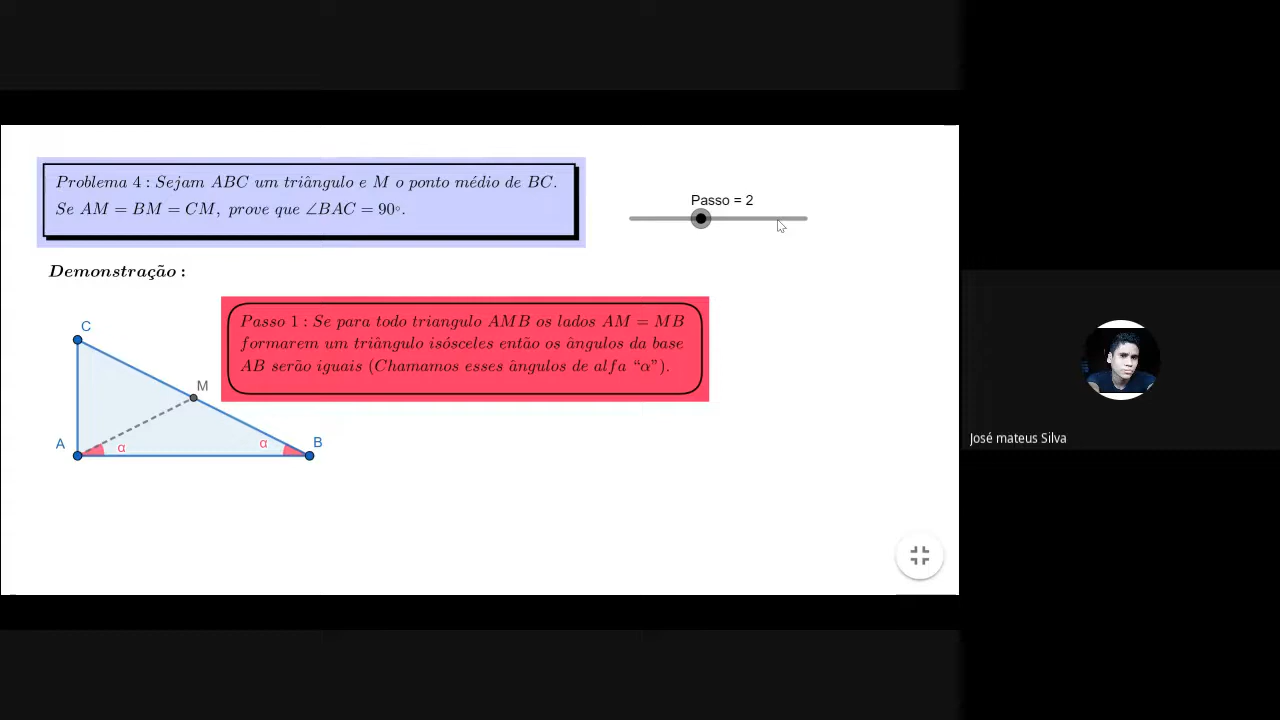 Problema 4 : Sejam ABC um triângulo e M o ponto médio de BC.
Se AM = BM = CM, prove que ∠BAC = 90°.
Passo = 2
Demonstração :
Passo 1 : Se para todo triangulo AMB os lados AM = MB
formarem um triângulo isósceles então os ângulos da base
AB serão iguais (Chamamos esses ângulos de alfa “α”).
C
M
A
α
α
B
José mateus Silva